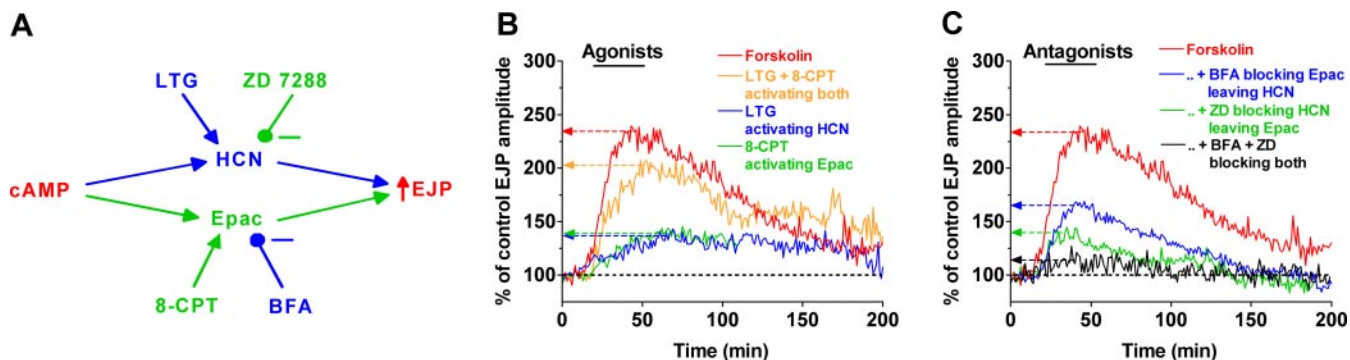 A
LTG
ZD 7288
HCN
cAMP
EJP
Epac
8-CPT
BFA
B
Agonists
Forskolin
LTG + 8-CPT
activating both
LTG
activating HCN
8-CPT
activating Epac
% of control EJP amplitude
300
250
200
150
100
0
50
100
150
200
Time (min)
C
Antagonists
Forskolin
.. + BFA blocking Epac
leaving HCN
.. + ZD blocking HCN
leaving Epac
.. + BFA + ZD
blocking both
% of control EJP amplitude
300
250
200
150
100
0
50
100
150
200
Time (min)